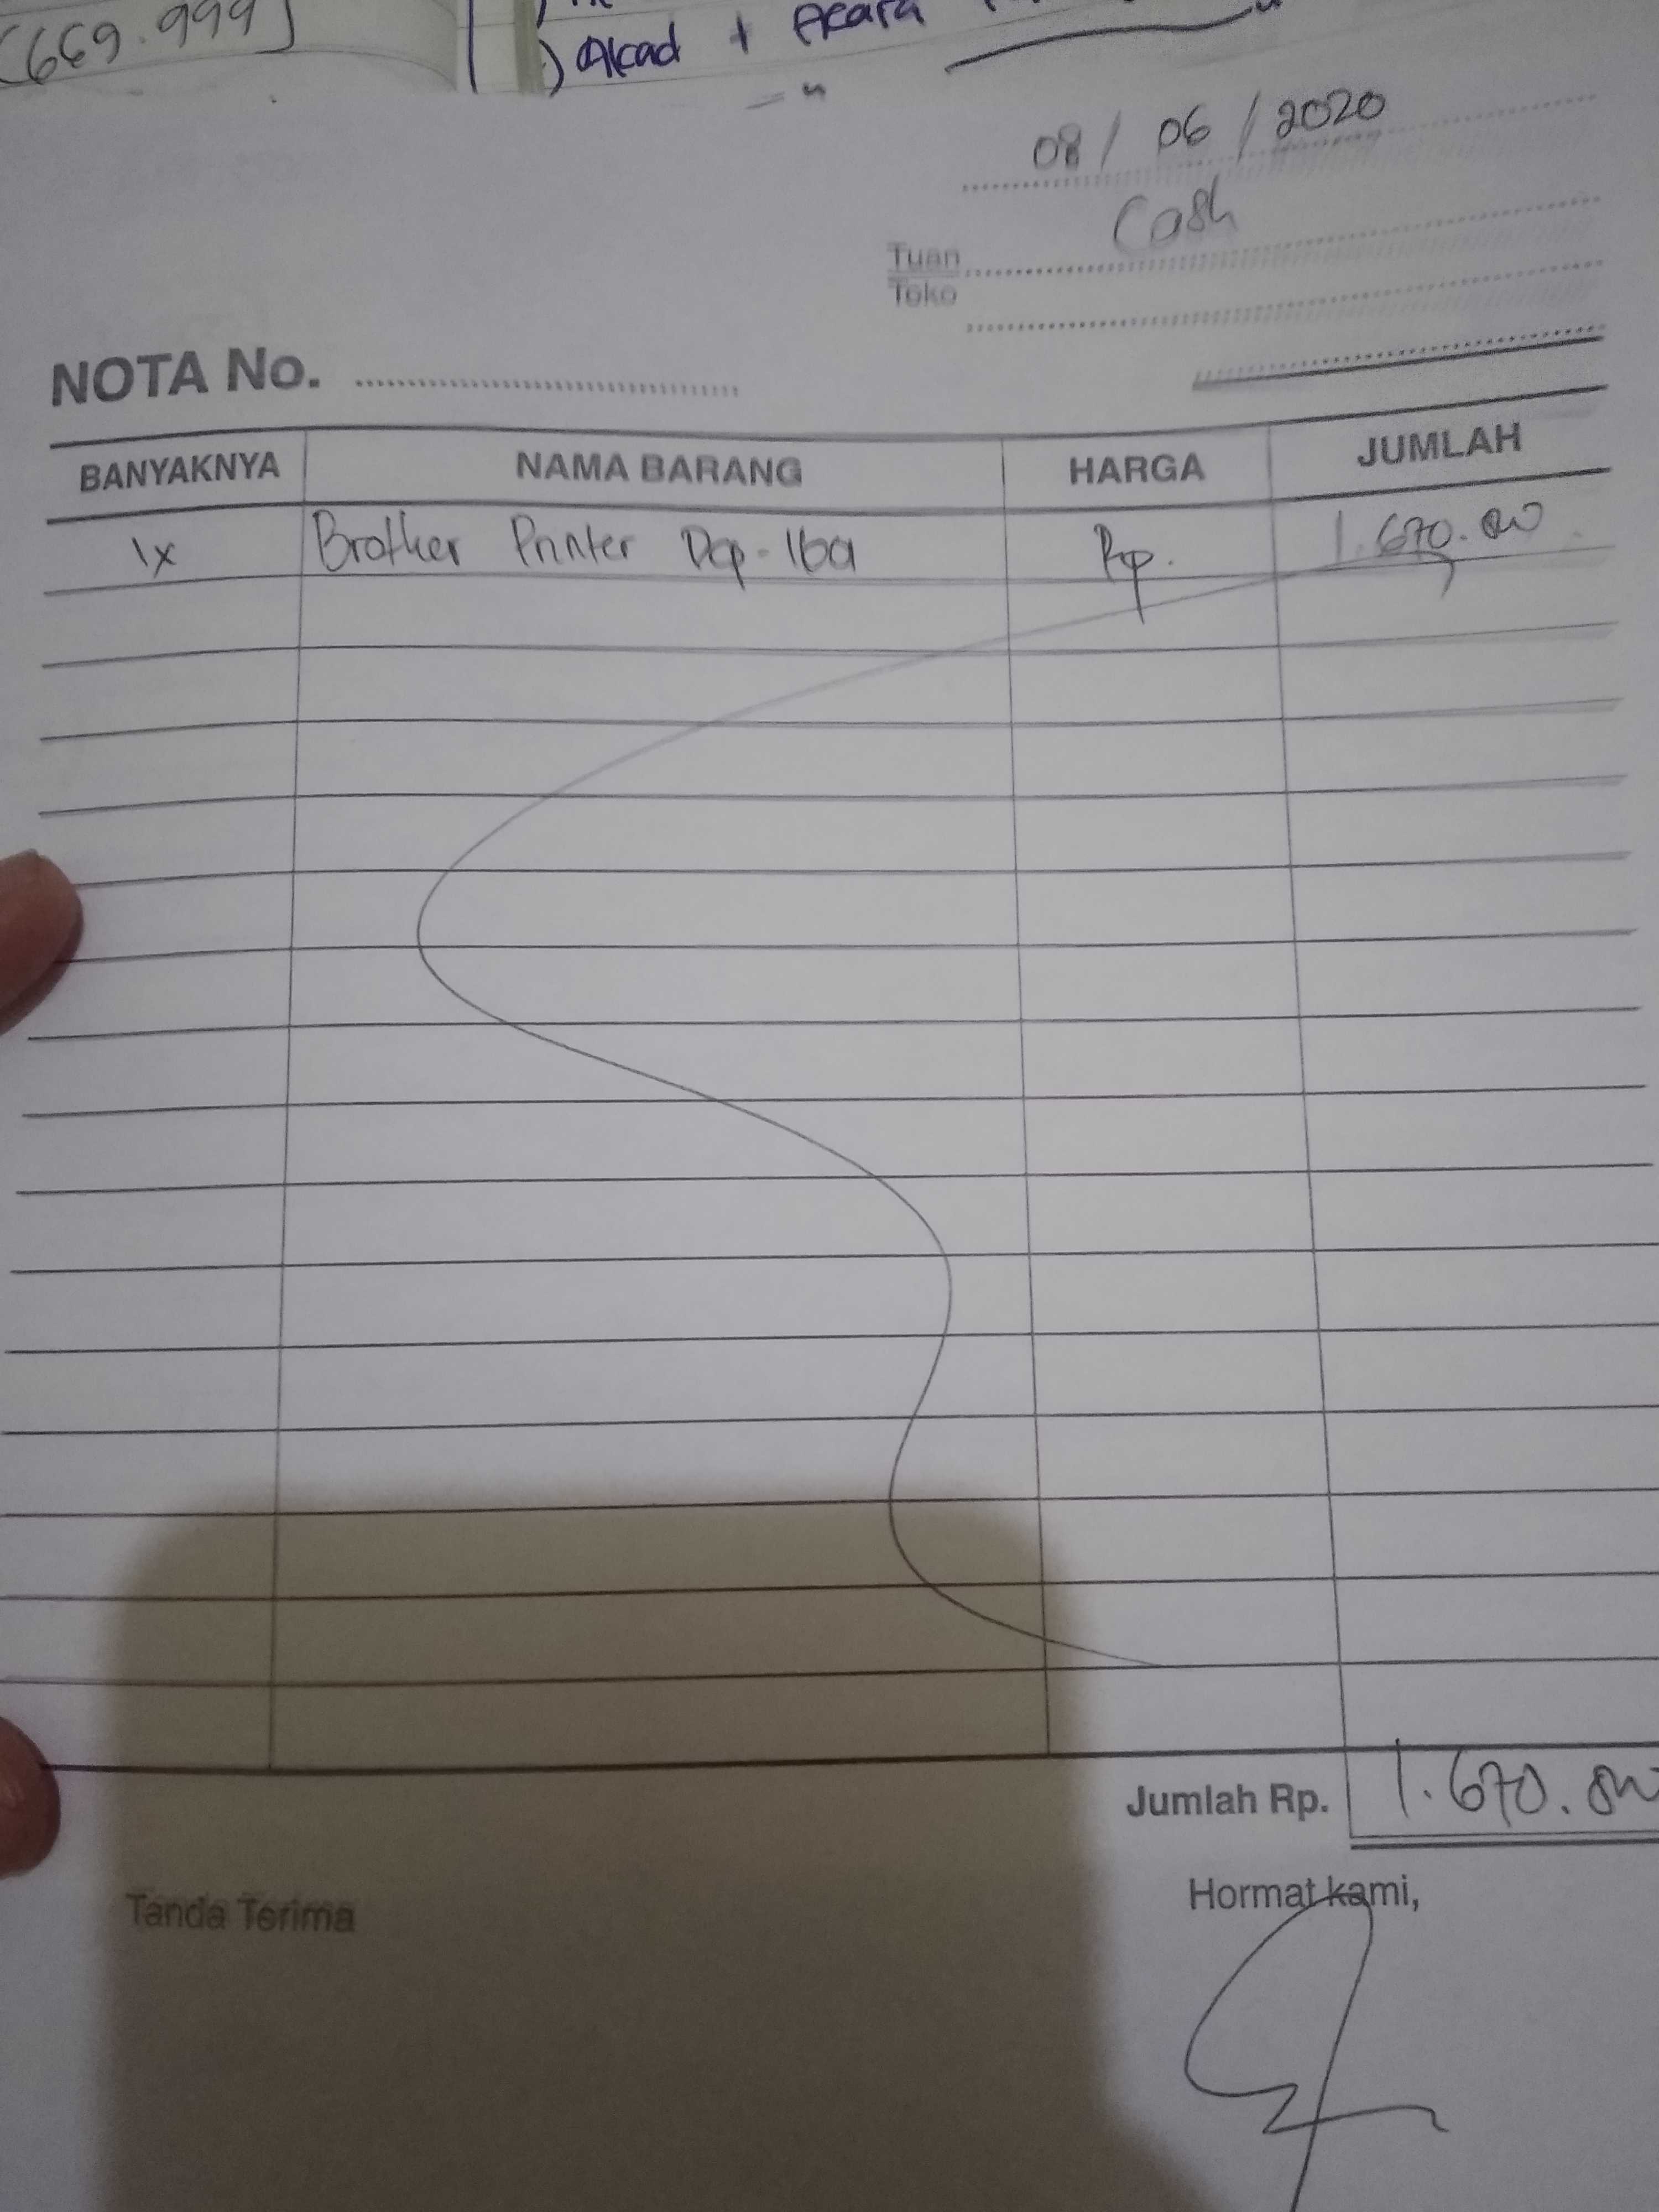 669.999
Akad + Acara
08 / 06 / 2020
Cash
Tuan
Toko
NOTA No.
BANYAKNYA NAMA BARANG HARGA JUMLAH
1x Brother Printer Dcp-T Rp. 1.670.000
Jumlah Rp. 1.670.000
Tanda Terima Hormat kami,